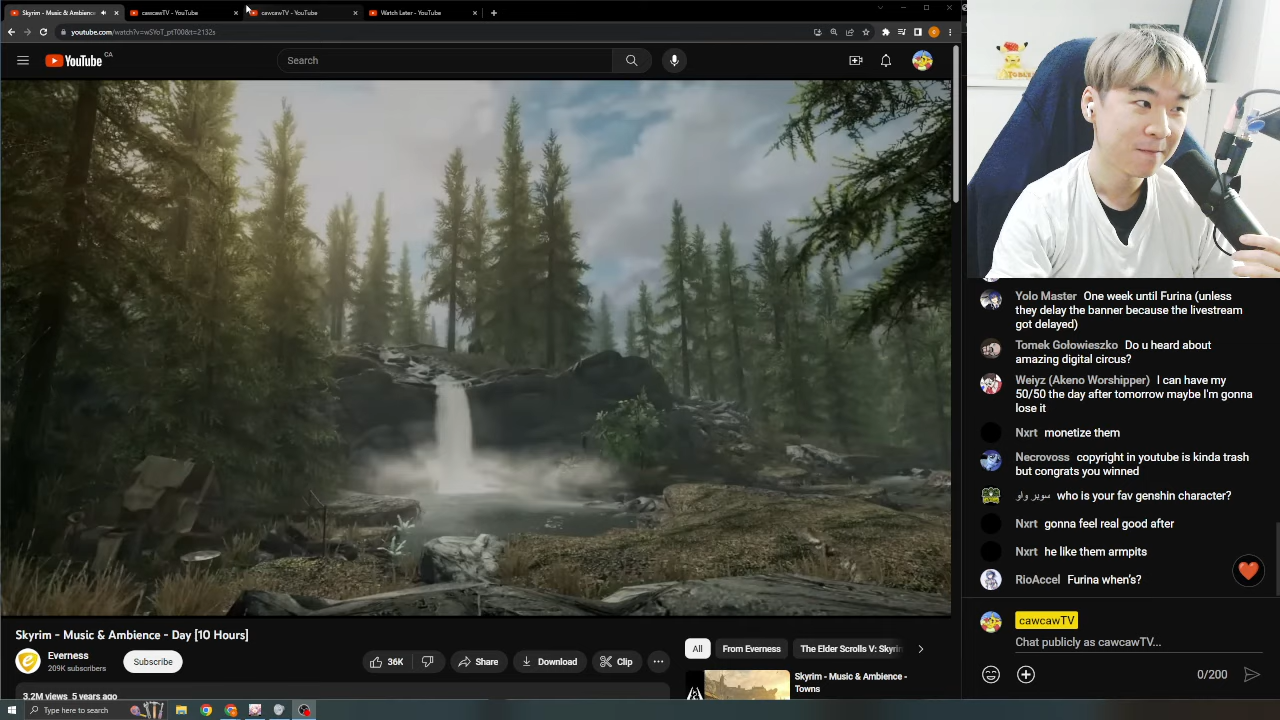 Skyrim - Music & Ambienc
cawcawTV - YouTube
cawcawTV - YouTube
Watch Later - YouTube
youtube.com/watch?v=wSYoT_ptT00&t=2132s
YouTube CA
Search
Yolo Master One week until Furina (unless
they delay the banner because the livestream
got delayed)
Tomek Gołowieszko Do u heard about
amazing digital circus?
Weiyz (Akeno Worshipper) I can have my
50/50 the day after tomorrow maybe I'm gonna
lose it
Nxrt monetize them
Necrovoss copyright in youtube is kinda trash
but congrats you winned
سوبر واو who is your fav genshin character?
Nxrt gonna feel real good after
Nxrt he like them armpits
RioAccel Furina when's?
cawcawTV
Chat publicly as cawcawTV...
0/200
Skyrim - Music & Ambience - Day [10 Hours]
Everness
209K subscribers
Subscribe
36K
Share
Download
Clip
3.2M views 5 years ago
All
From Everness
The Elder Scrolls V: Skyrim
Skyrim - Music & Ambience -
Towns
Type here to search